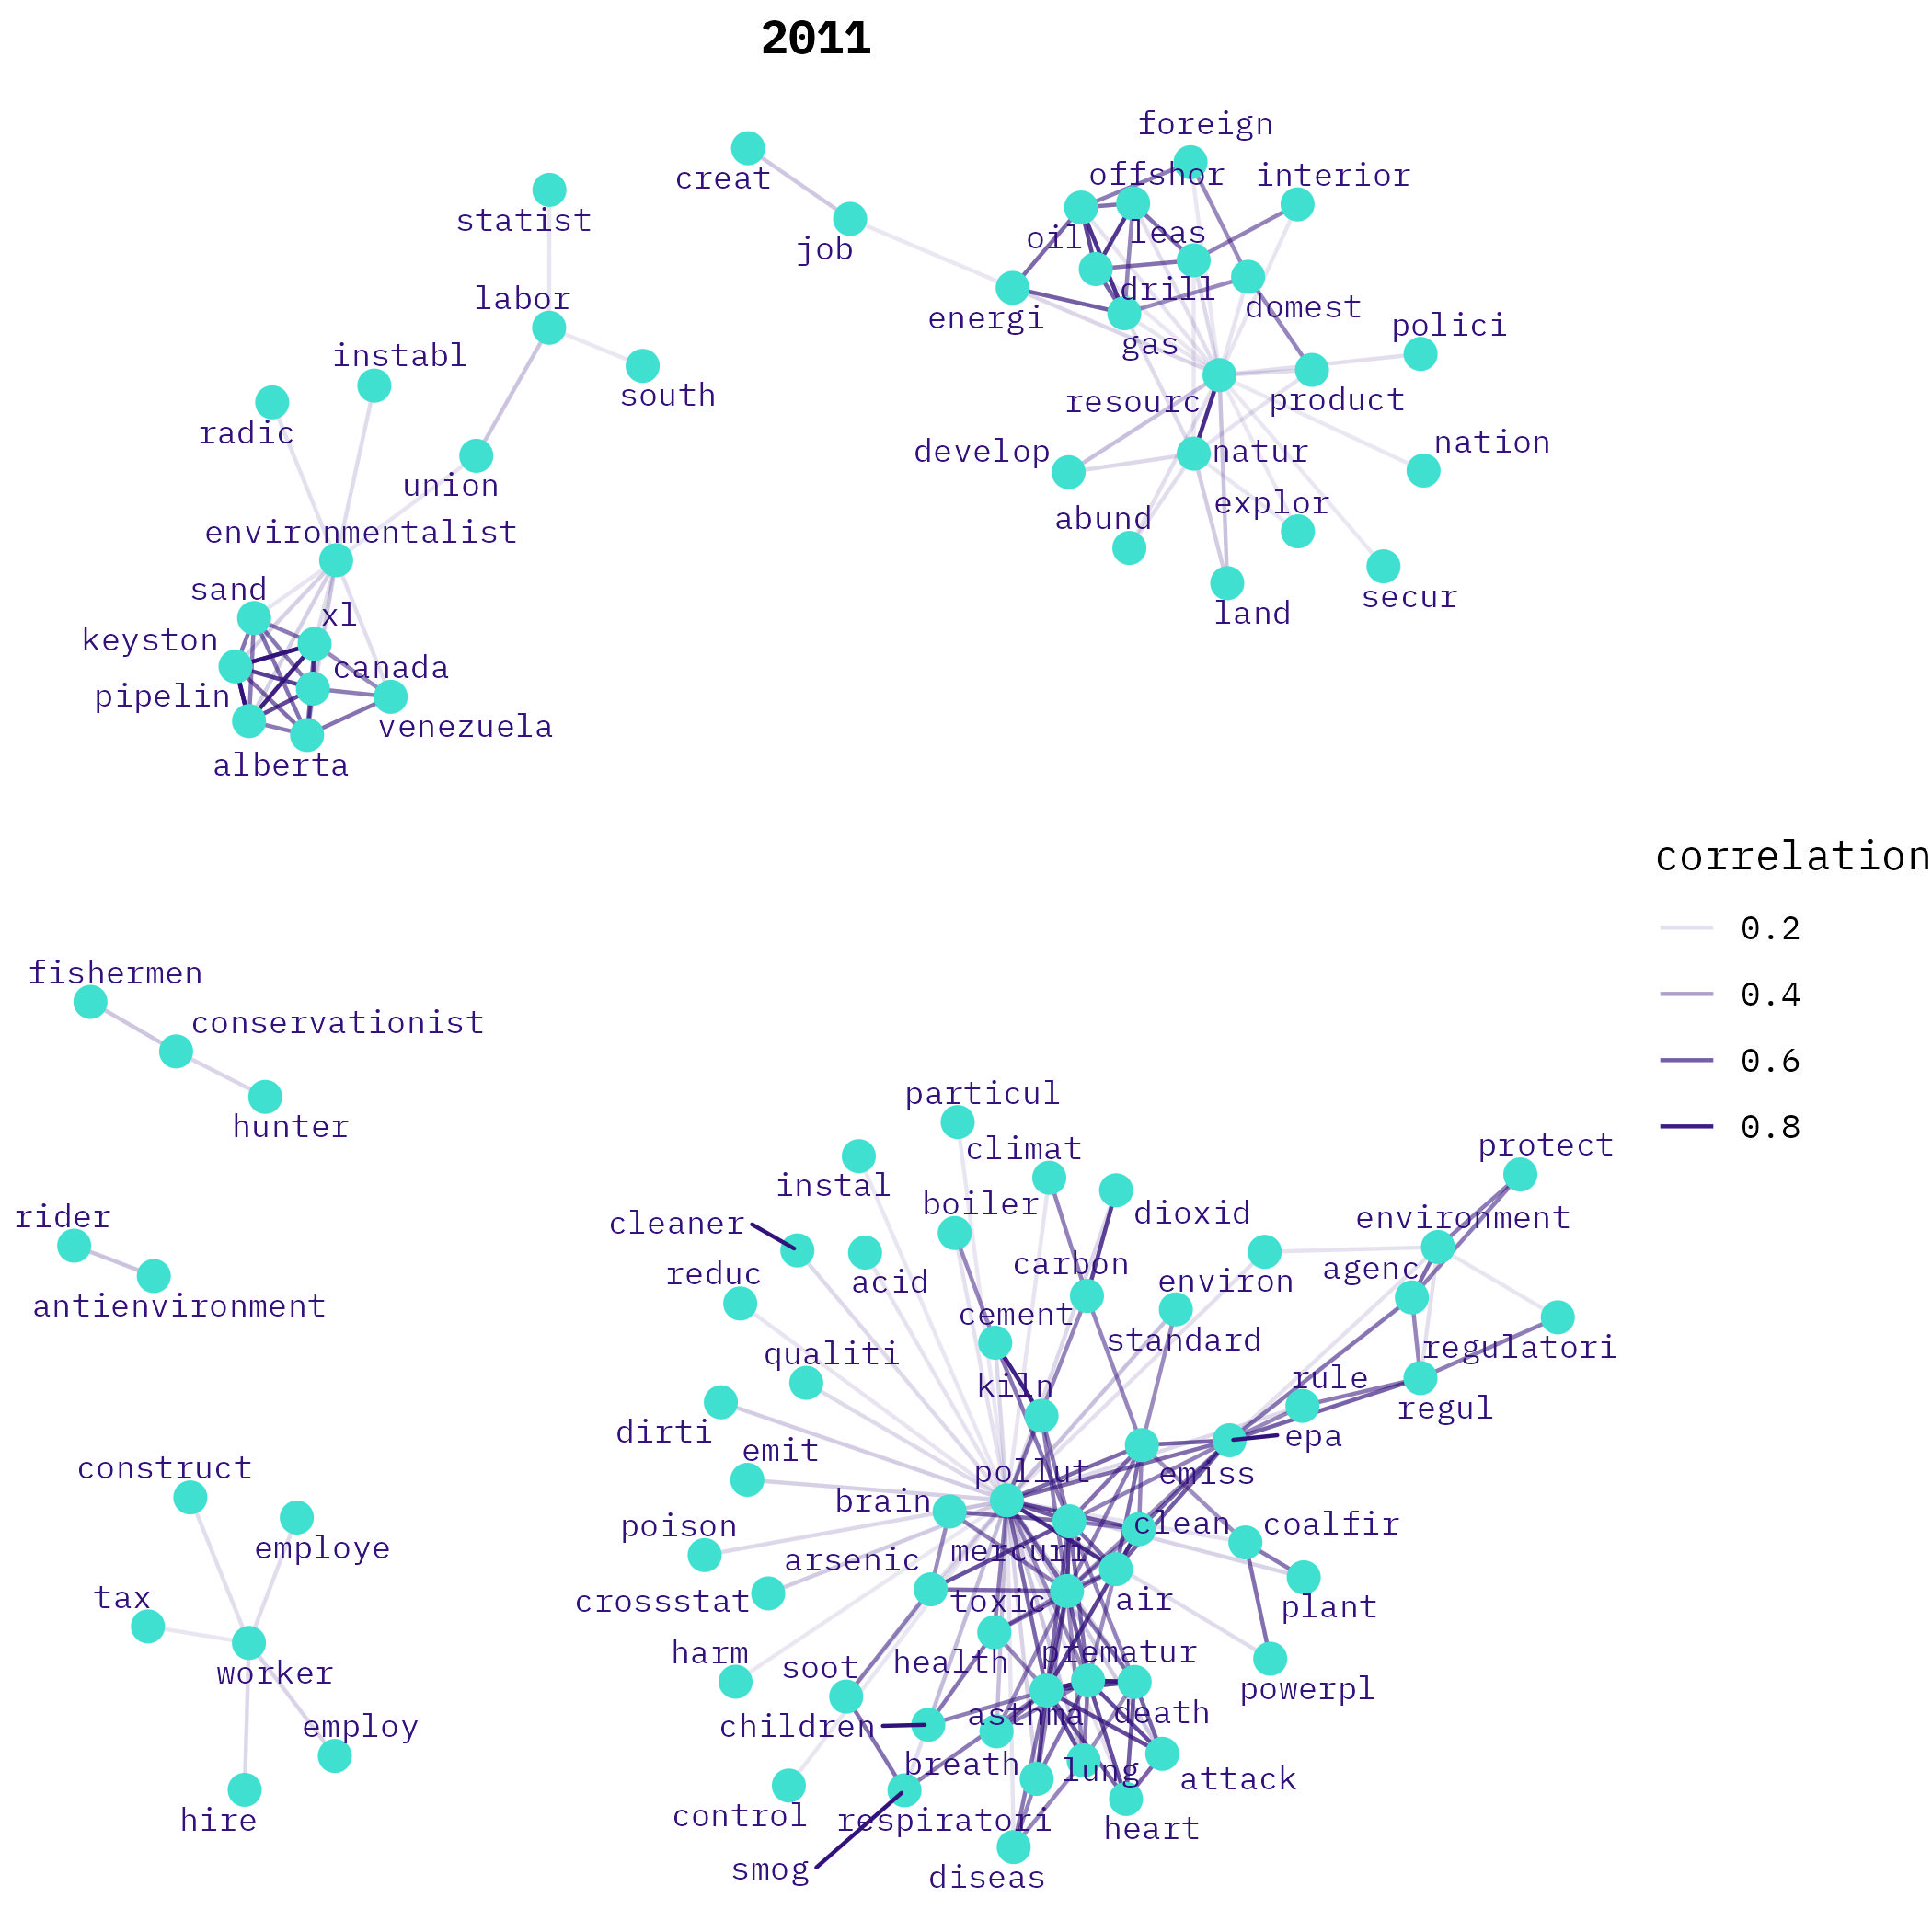 2011
foreign
creat
offshor
interior
statist
job
oil
leas
labor
energi
drill
domest
instabl
gas
polici
south
radic
resourc
product
union
develop
natur
nation
environmentalist
abund
explor
sand
xl
land
secur
keyston
canada
pipelin
venezuela
alberta
correlation
0.2
0.4
0.6
0.8
fishermen
conservationist
hunter
particul
climat
protect
instal
boiler
dioxid
rider
cleaner
environment
reduc
acid
carbon
environ
agenc
antienvironment
cement
standard
qualiti
kiln
regulatori
rule
dirti
regul
emit
epa
construct
pollut
emiss
brain
poison
clean
coalfir
employe
arsenic
mercuri
tax
crossstat
toxic
air
plant
harm
soot
health
prematur
worker
powerpl
employ
children
asthma
death
breath
lung
attack
hire
control
respiratori
heart
smog
diseas